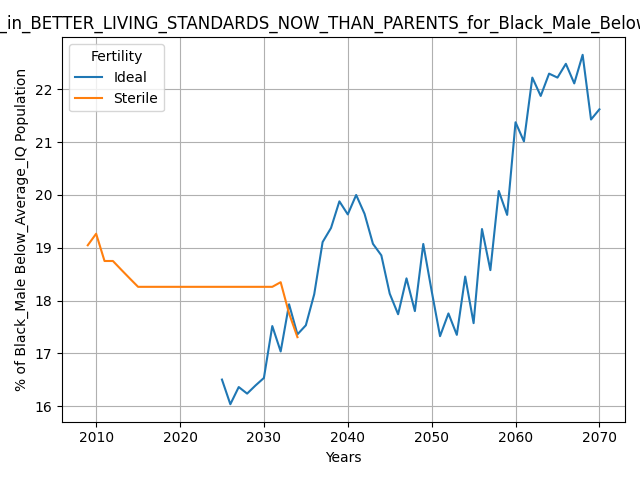 _in_BETTER_LIVING_STANDARDS_NOW_THAN_PARENTS_for_Black_Male_Below
Fertility
Ideal
Sterile
22
21
20
19
18
17
16
% of Black_Male Below_Average_IQ Population
2010 2020 2030 2040 2050 2060 2070
Years